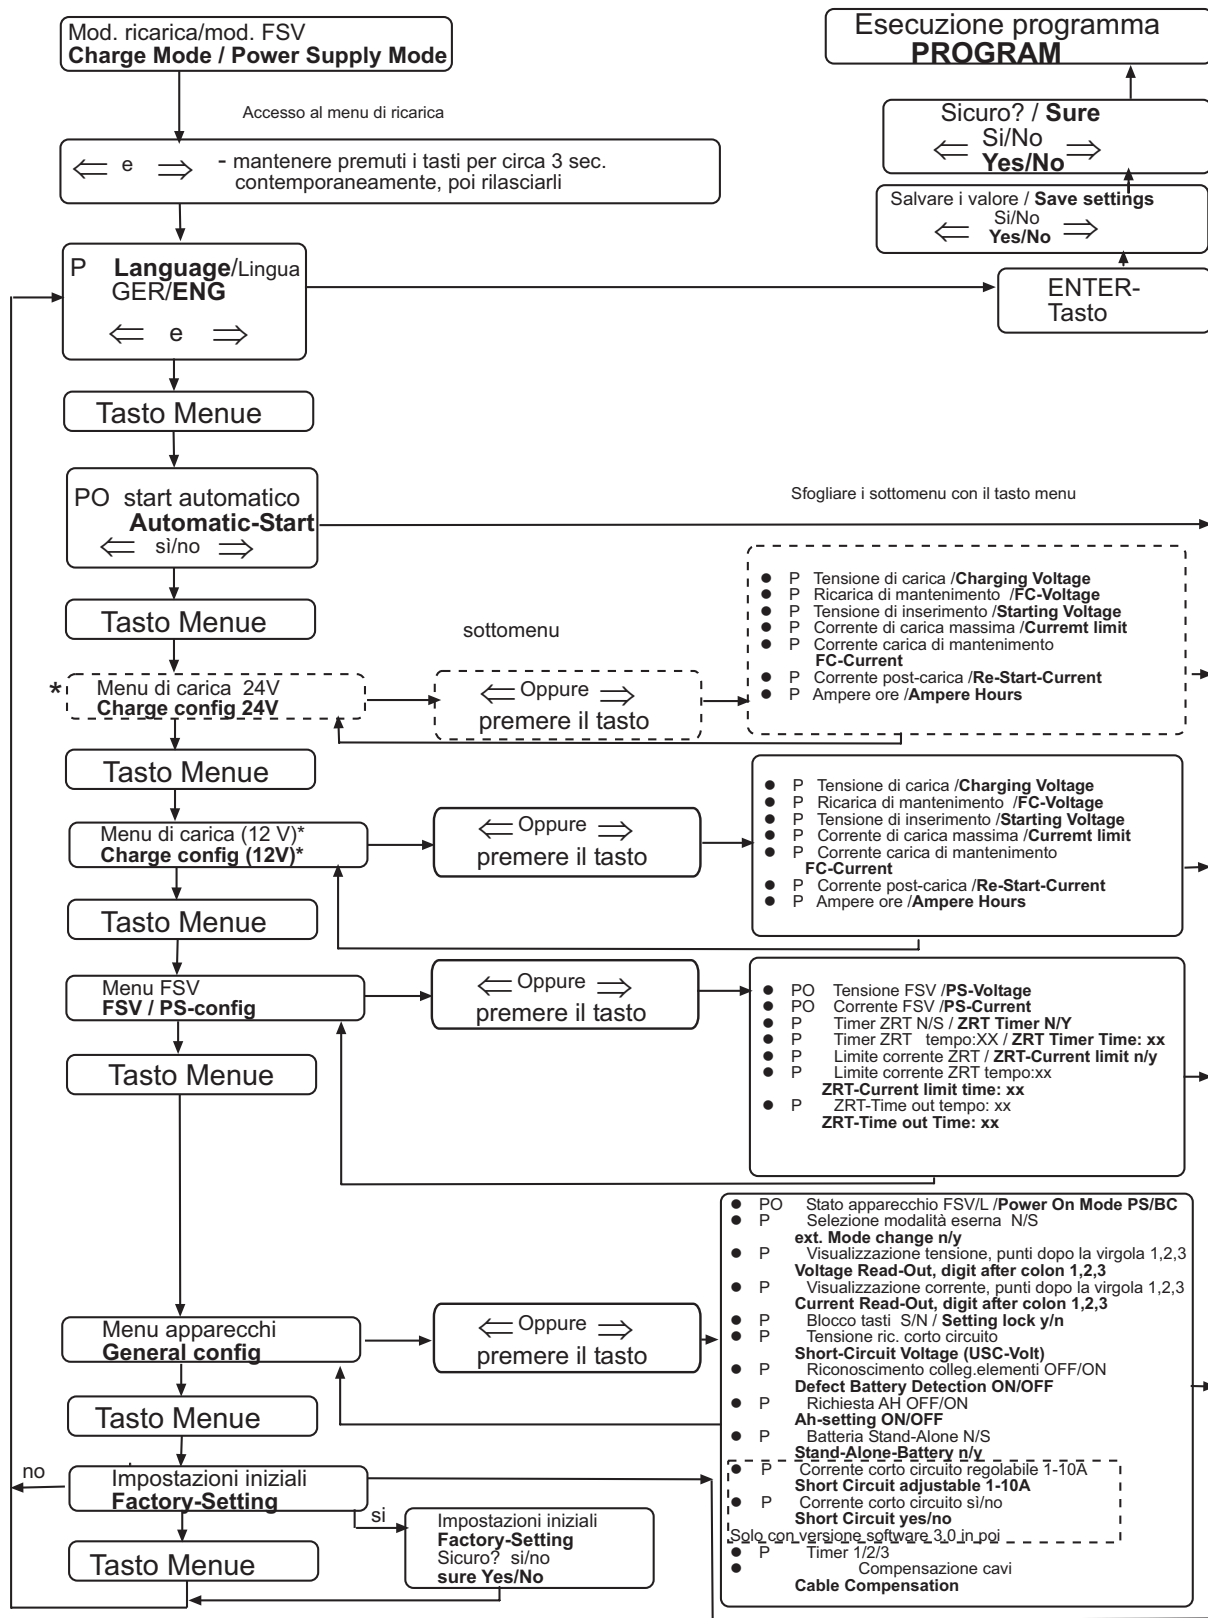 Mod. ricarica/mod. FSV
Charge Mode / Power Supply Mode
Esecuzione programma
PROGRAM
Accesso al menu di ricarica
Sicuro? / Sure
Si/No
Yes/No
e
- mantenere premuti i tasti per circa 3 sec.
contemporaneamente, poi rilasciarli
Salvare i valore / Save settings
Si/No
Yes/No
P Language/Lingua
GER/ENG
e
ENTER-
Tasto
Tasto Menue
PO start automatico
Automatic-Start
sì/no
Sfogliare i sottomenu con il tasto menu
Tasto Menue
sottomenu
* Menu di carica 24V
Charge config 24V
Oppure
premere il tasto
● P Tensione di carica /Charging Voltage
● P Ricarica di mantenimento /FC-Voltage
● P Tensione di inserimento /Starting Voltage
● P Corrente di carica massima /Curremt limit
● P Corrente carica di mantenimento
FC-Current
● P Corrente post-carica /Re-Start-Current
● P Ampere ore /Ampere Hours
Tasto Menue
Menu di carica (12 V)*
Charge config (12V)*
Oppure
premere il tasto
● P Tensione di carica /Charging Voltage
● P Ricarica di mantenimento /FC-Voltage
● P Tensione di inserimento /Starting Voltage
● P Corrente di carica massima /Curremt limit
● P Corrente carica di mantenimento
FC-Current
● P Corrente post-carica /Re-Start-Current
● P Ampere ore /Ampere Hours
Tasto Menue
Menu FSV
FSV / PS-config
Oppure
premere il tasto
● PO Tensione FSV /PS-Voltage
● PO Corrente FSV /PS-Current
● P Timer ZRT N/S / ZRT Timer N/Y
● P Timer ZRT tempo:XX / ZRT Timer Time: xx
● P Limite corrente ZRT / ZRT-Current limit n/y
● P Limite corrente ZRT tempo:xx
ZRT-Current limit time: xx
● P ZRT-Time out tempo: xx
ZRT-Time out Time: xx
Tasto Menue
Menu apparecchi
General config
Oppure
premere il tasto
● PO Stato apparecchio FSV/L /Power On Mode PS/BC
● P Selezione modalità eserna N/S
ext. Mode change n/y
● P Visualizzazione tensione, punti dopo la virgola 1,2,3
Voltage Read-Out, digit after colon 1,2,3
● P Visualizzazione corrente, punti dopo la virgola 1,2,3
Current Read-Out, digit after colon 1,2,3
● P Blocco tasti S/N / Setting lock y/n
● P Tensione ric. corto circuito
Short-Circuit Voltage (USC-Volt)
● P Riconoscimento colleg.elementi OFF/ON
Defect Battery Detection ON/OFF
● P Richiesta AH OFF/ON
Ah-setting ON/OFF
● P Batteria Stand-Alone N/S
Stand-Alone-Battery n/y
● P Corrente corto circuito regolabile 1-10A
Short Circuit adjustable 1-10A
● P Corrente corto circuito sì/no
Short Circuit yes/no
Solo con versione software 3.0 in poi
● P Timer 1/2/3
● Compensazione cavi
Cable Compensation
Tasto Menue
no
Impostazioni iniziali
Factory-Setting
si
Impostazioni iniziali
Factory-Setting
Sicuro? si/no
sure Yes/No
Tasto Menue